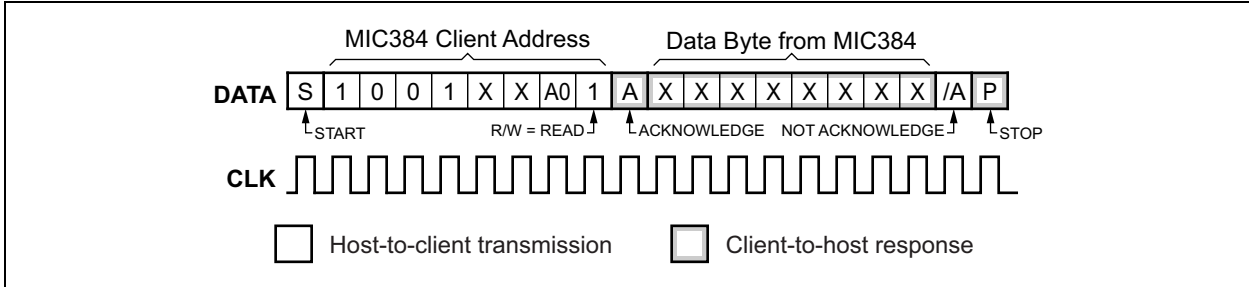 MIC384 Client Address Data Byte from MIC384
DATA S 1 0 0 1 X X A0 1 A X X X X X X X X /A P
START R/W = READ ACKNOWLEDGE NOT ACKNOWLEDGE STOP
CLK
Host-to-client transmission Client-to-host response